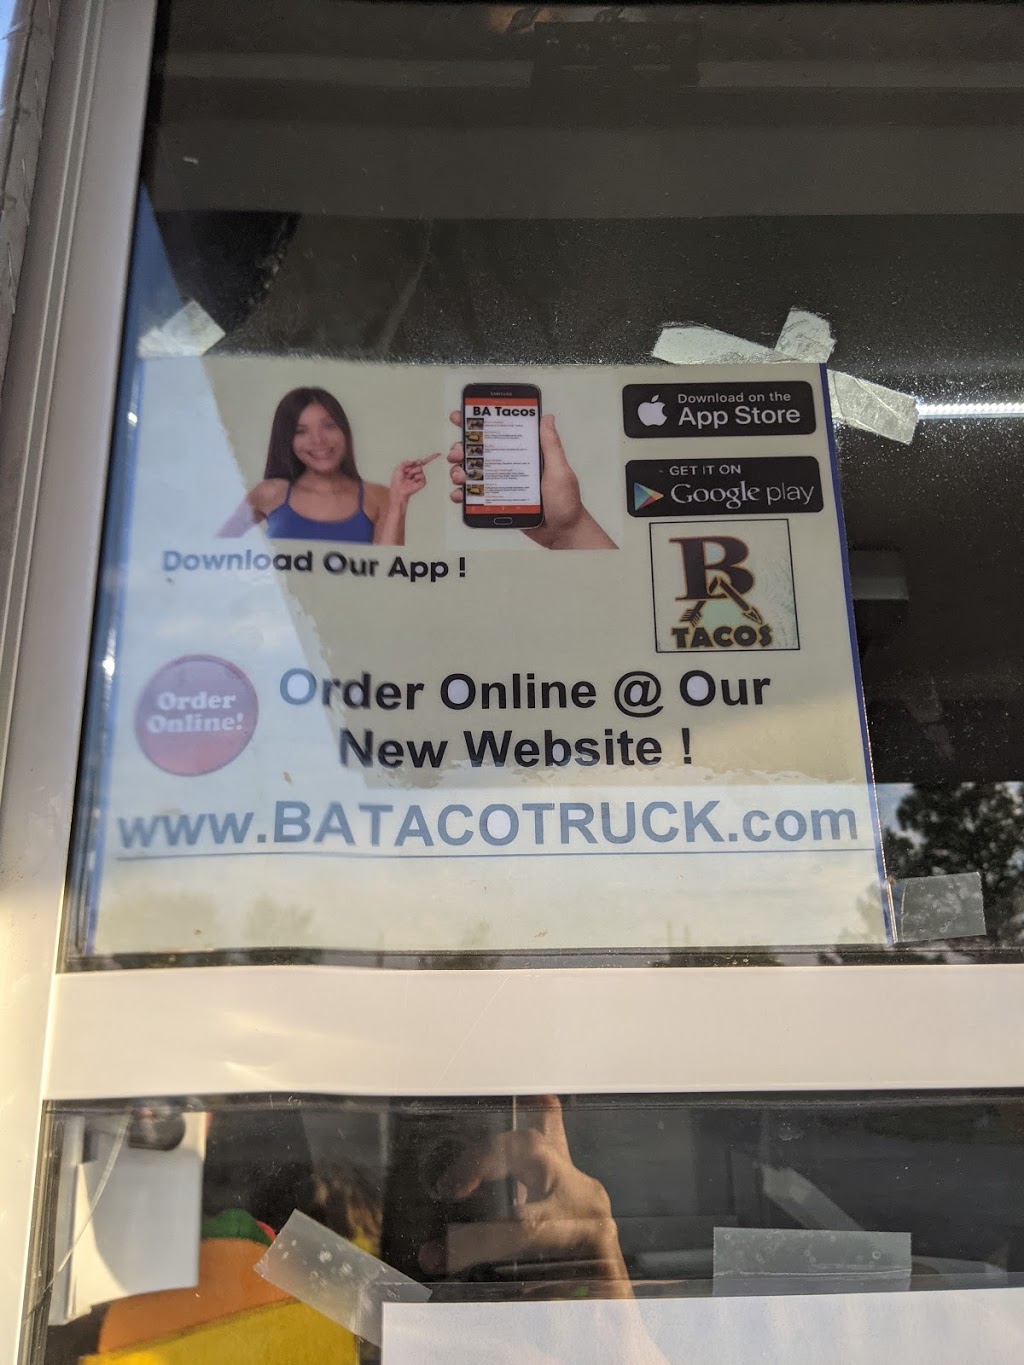 SAMSUNG
BA Tacos
Download on the
App Store
GET IT ON
Google play
Download Our App !
B
TACOS
Order
Online!
Order Online @ Our
New Website !
www.BATACOTRUCK.com